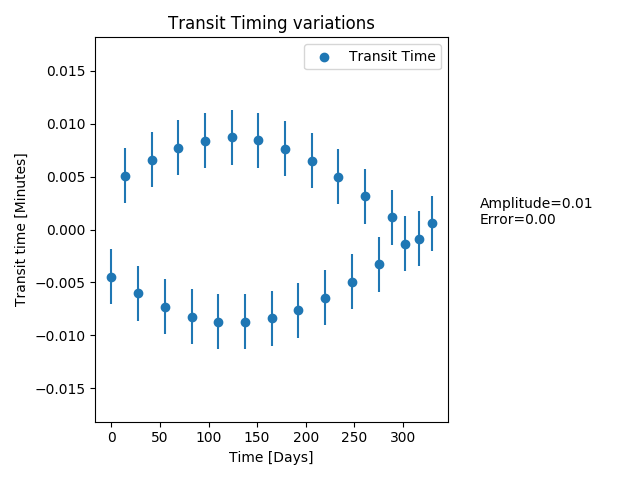 Transit Timing variations
Transit Time
0.015
0.010
0.005
0.000
−0.005
−0.010
−0.015
Transit time [Minutes]
Amplitude=0.01
Error=0.00
0 50 100 150 200 250 300
Time [Days]